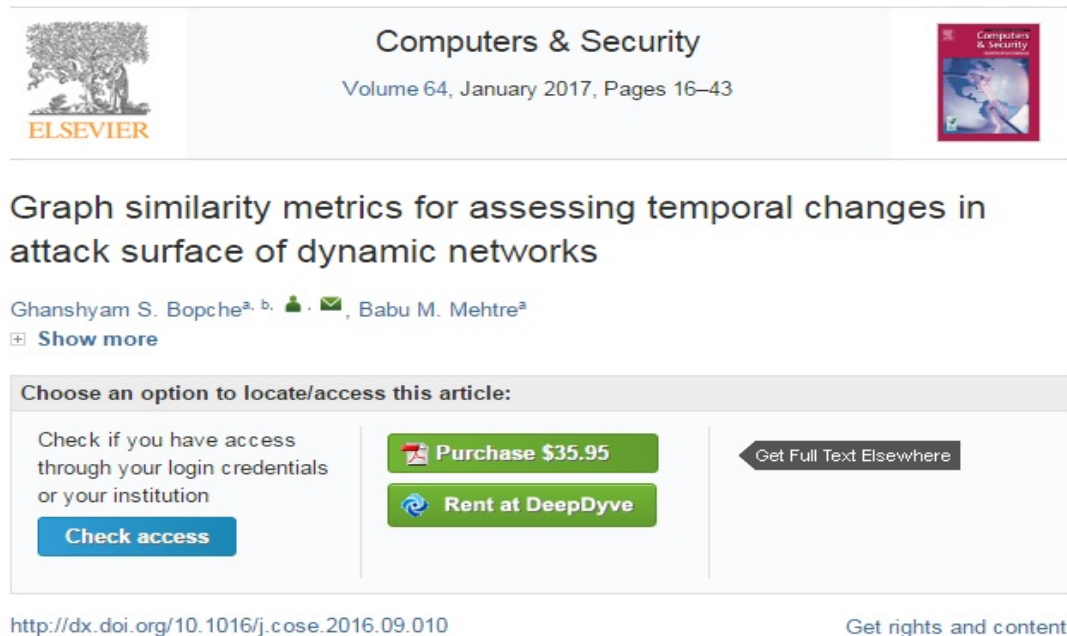 Computers & Security
Volume 64, January 2017, Pages 16–43
ELSEVIER
Computers
& Security
Graph similarity metrics for assessing temporal changes in
attack surface of dynamic networks
Ghanshyam S. Bopche a, b, , Babu M. Mehtre a
Show more
Choose an option to locate/access this article:
Check if you have access
through your login credentials
or your institution
Check access
Purchase $35.95
Rent at DeepDyve
Get Full Text Elsewhere
http://dx.doi.org/10.1016/j.cose.2016.09.010
Get rights and content